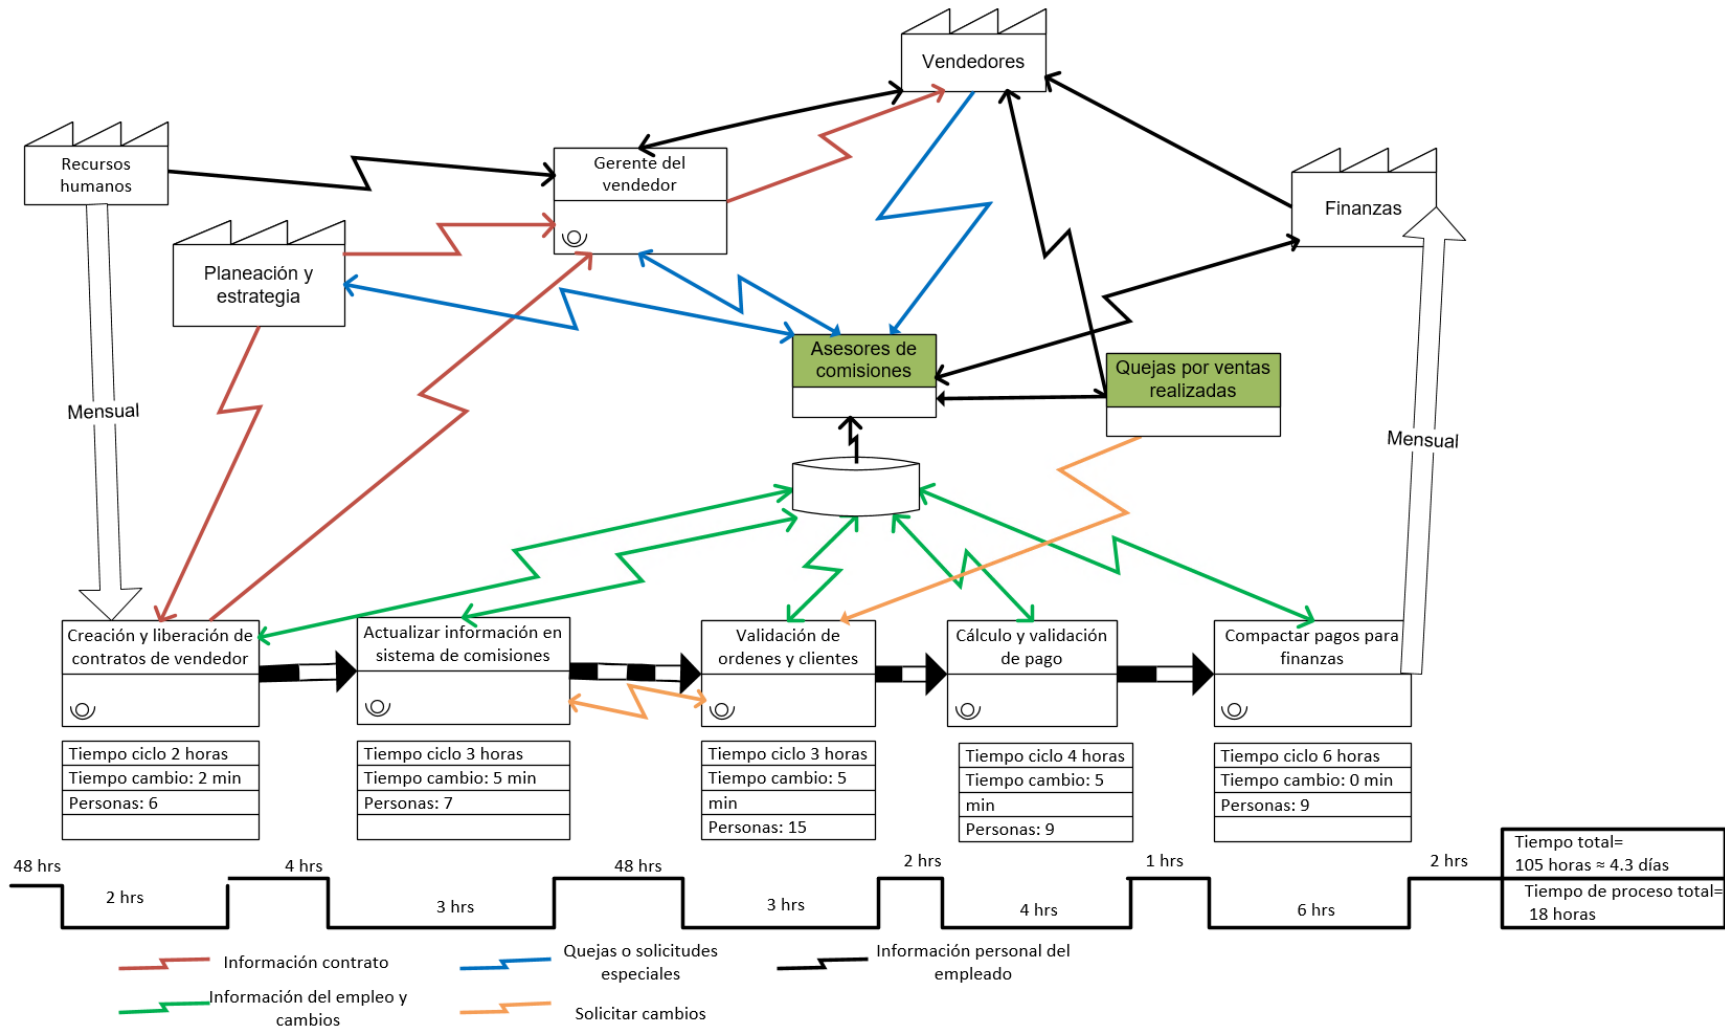 Vendedores
Recursos
humanos
Gerente del
vendedor
Finanzas
Planeación y
estrategia
Asesores de
comisiones
Quejas por ventas
realizadas
Mensual
Mensual
Creación y liberación de
contratos de vendedor
Actualizar información en
sistema de comisiones
Validación de
ordenes y clientes
Cálculo y validación
de pago
Compactar pagos para
finanzas
Tiempo ciclo 2 horas
Tiempo cambio: 2 min
Personas: 6
Tiempo ciclo 3 horas
Tiempo cambio: 5 min
Personas: 7
Tiempo ciclo 3 horas
Tiempo cambio: 5
min
Personas: 15
Tiempo ciclo 4 horas
Tiempo cambio: 5
min
Personas: 9
Tiempo ciclo 6 horas
Tiempo cambio: 0 min
Personas: 9
48 hrs
2 hrs
4 hrs
3 hrs
48 hrs
3 hrs
2 hrs
4 hrs
1 hrs
6 hrs
2 hrs
Tiempo total=
105 horas ≈ 4.3 días
Tiempo de proceso total=
18 horas
Información contrato
Quejas o solicitudes
especiales
Información personal del
empleado
Información del empleo y
cambios
Solicitar cambios